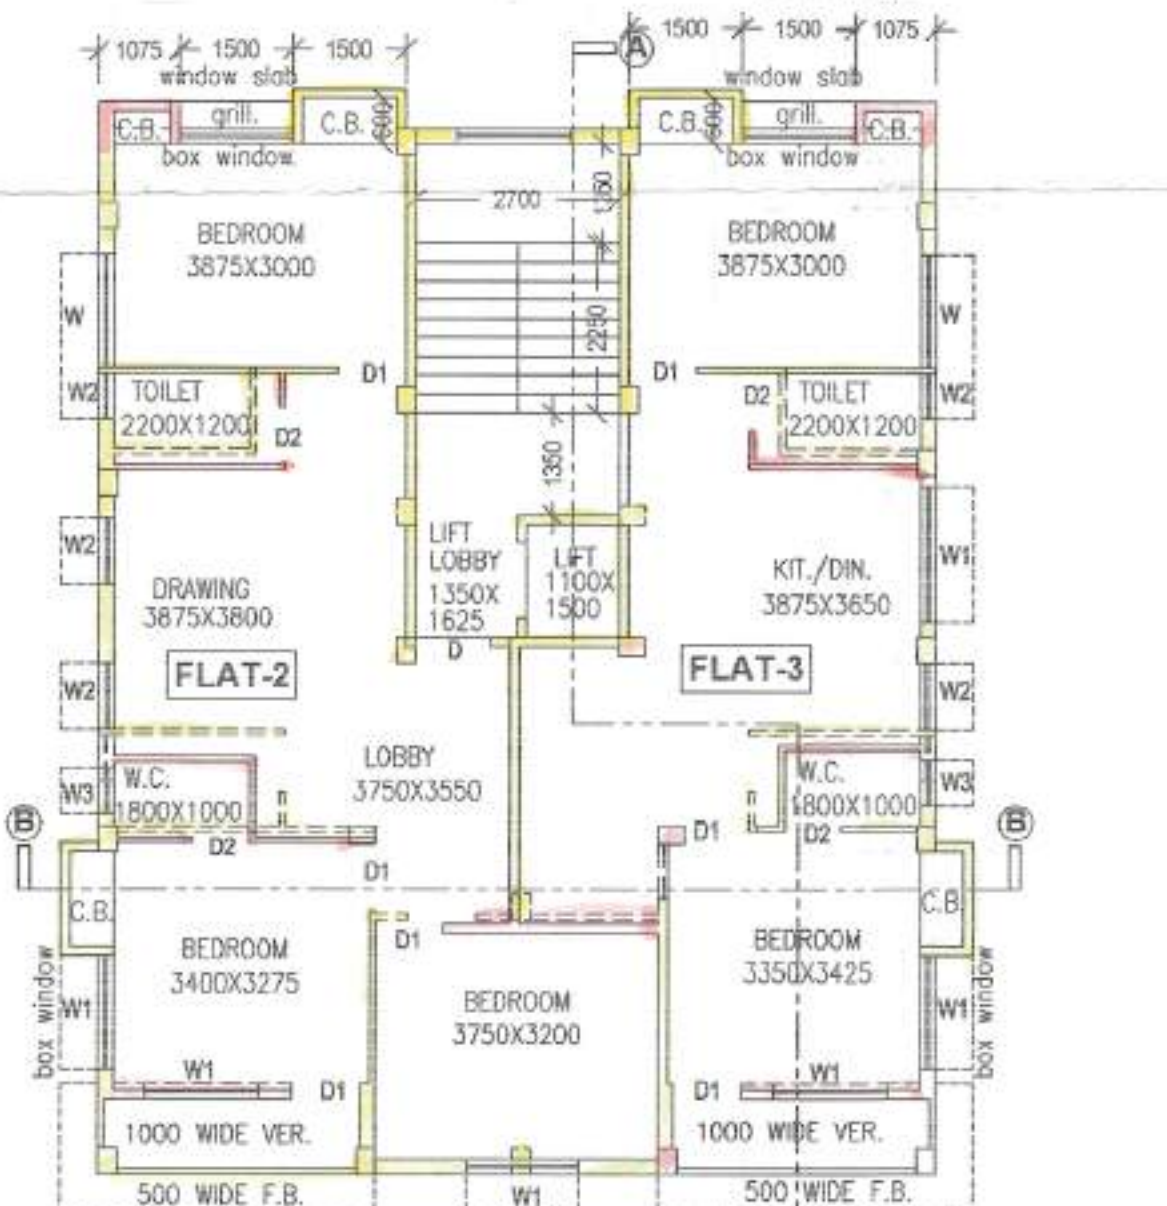 1075 1500 1500
1500 1500 1075
A
window slab
window slab
C.B. grill. C.B. 600
C.B. 600 grill. C.B.
box window
box window
2700
1350
BEDROOM
3875X3000
BEDROOM
3875X3000
2250
W
W
D1
D1
W2
TOILET
2200X1200
D2
D2
TOILET
2200X1200
W2
1350
W2
W1
LIFT
LOBBY
1350X
1625
LIFT
1100X
1500
DRAWING
3875X3800
KIT./DIN.
3875X3650
D
FLAT-2
FLAT-3
W2
W2
LOBBY
3750X3550
W3
W.C.
1800X1000
W.C.
1800X1000
W3
B
B
D2
D1
D1
D2
C.B.
C.B.
D1
BEDROOM
3400X3275
BEDROOM
3350X3425
BEDROOM
3750X3200
box window
W1
W1
box window
W1
D1
D1
W1
1000 WIDE VER.
1000 WIDE VER.
500 WIDE F.B.
W1
500 WIDE F.B.